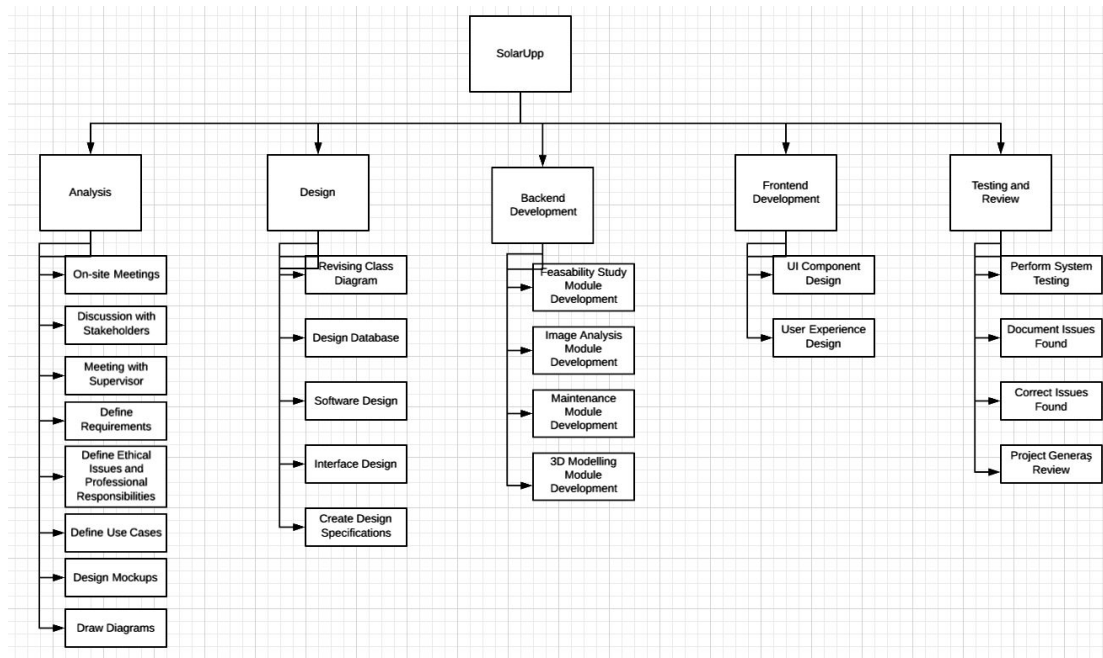 SolarUpp
Analysis
Design
Backend
Development
Frontend
Development
Testing and
Review
On-site Meetings
Discussion with
Stakeholders
Meeting with
Supervisor
Define
Requirements
Define Ethical
Issues and
Professional
Responsibilities
Define Use Cases
Design Mockups
Draw Diagrams
Revising Class
Diagram
Design Database
Software Design
Interface Design
Create Design
Specifications
Feasability Study
Module
Development
Image Analysis
Module
Development
Maintenance
Module
Development
3D Modelling
Module
Development
UI Component
Design
User Experience
Design
Perform System
Testing
Document Issues
Found
Correct Issues
Found
Project Generaş
Review